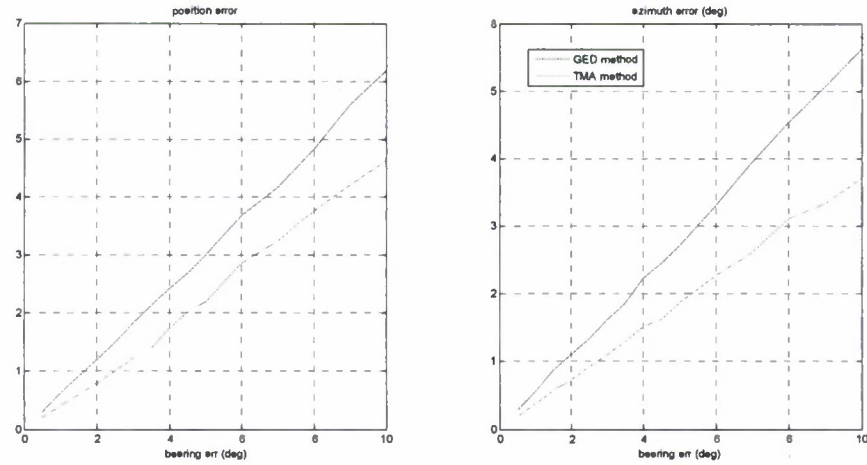 position error
7
6
5
4
3
2
1
0
0 2 4 6 8 10
bearing err (deg)
azimuth error (deg)
GED method
TMA method
6
5
4
3
2
1
0
0 2 4 6 8 10
bearing err (deg)